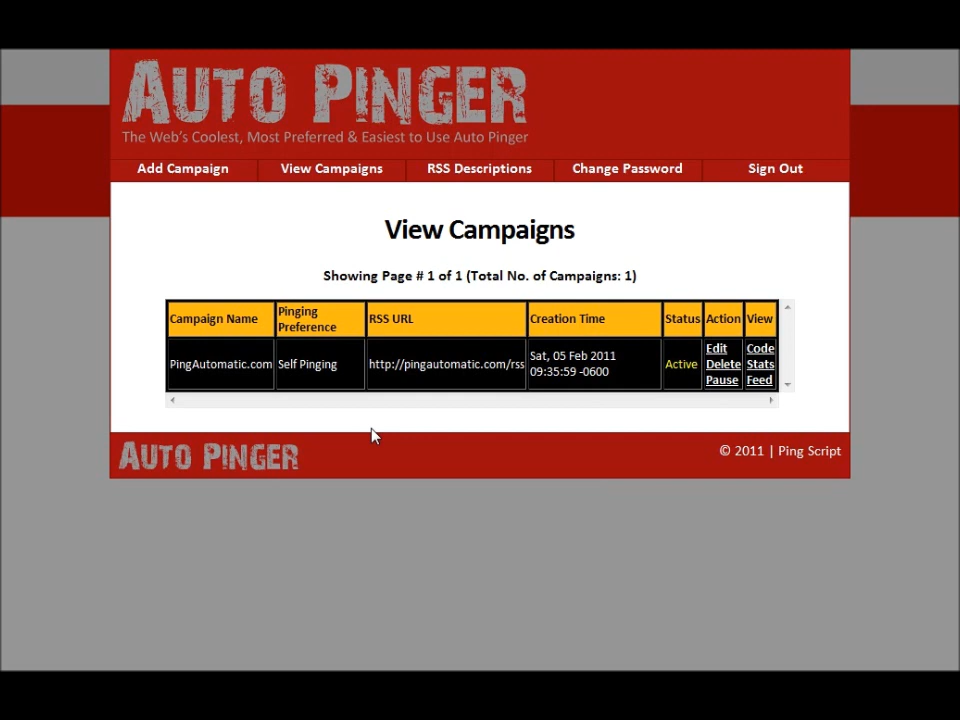 AUTO PINGER
The Web's Coolest, Most Preferred & Easiest to Use Auto Pinger
Add Campaign View Campaigns RSS Descriptions Change Password Sign Out
View Campaigns
Showing Page # 1 of 1 (Total No. of Campaigns: 1)
Campaign Name Pinging Preference RSS URL Creation Time Status Action View
PingAutomatic.com Self Pinging http://pingautomatic.com/rss Sat, 05 Feb 2011 09:35:59 -0600 Active Edit Delete Pause Code Stats Feed
AUTO PINGER © 2011 | Ping Script